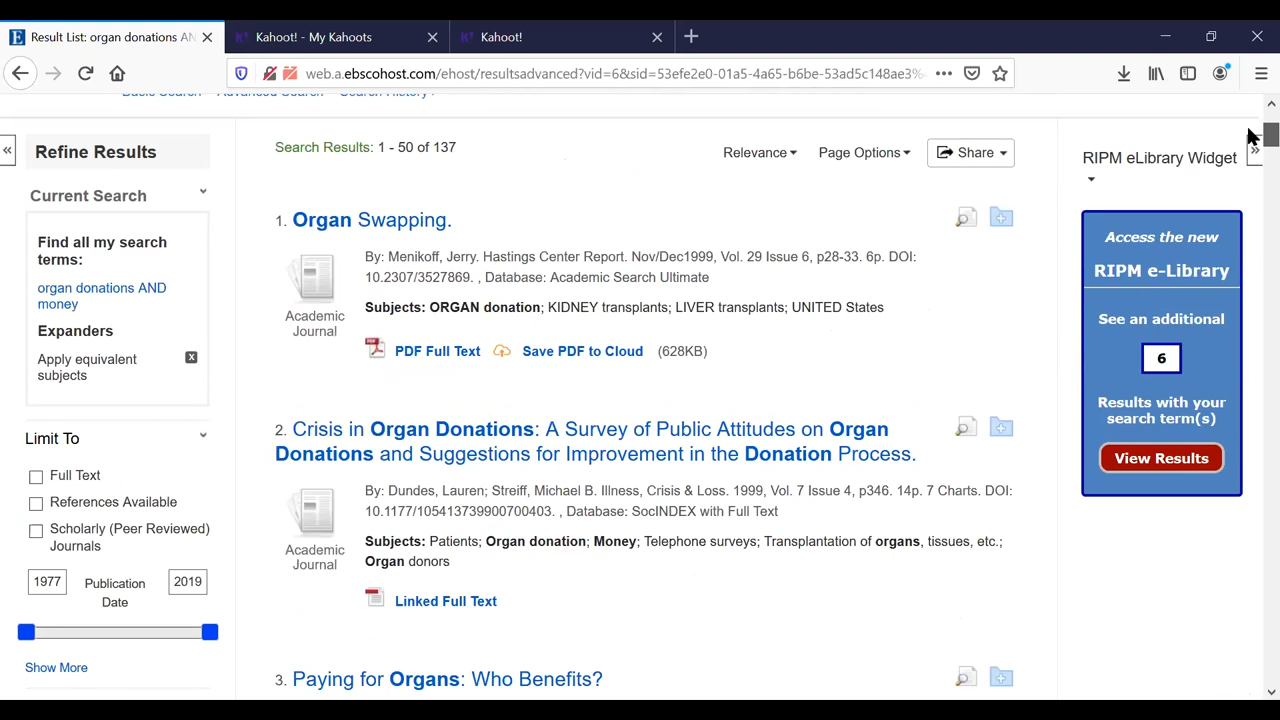 Result List: organ donations AN
Kahoot! - My Kahoots
Kahoot!
web.a.ebscohost.com/ehost/resultsadvanced?vid=6&sid=53efe2e0-01a5-4a65-b6be-53ad5c148ae3%
Basic Search Advanced Search Search History
Refine Results
Current Search
Find all my search
terms:
organ donations AND
money
Expanders
Apply equivalent
subjects
Limit To
Full Text
References Available
Scholarly (Peer Reviewed)
Journals
1977 Publication 2019
Date
Show More
Search Results: 1 - 50 of 137
Relevance Page Options Share
1. Organ Swapping.
By: Menikoff, Jerry. Hastings Center Report. Nov/Dec1999, Vol. 29 Issue 6, p28-33. 6p. DOI:
10.2307/3527869. , Database: Academic Search Ultimate
Academic
Journal
Subjects: ORGAN donation; KIDNEY transplants; LIVER transplants; UNITED States
PDF Full Text Save PDF to Cloud (628KB)
2. Crisis in Organ Donations: A Survey of Public Attitudes on Organ
Donations and Suggestions for Improvement in the Donation Process.
By: Dundes, Lauren; Streiff, Michael B. Illness, Crisis & Loss. 1999, Vol. 7 Issue 4, p346. 14p. 7 Charts. DOI:
10.1177/105413739900700403. , Database: SocINDEX with Full Text
Academic
Journal
Subjects: Patients; Organ donation; Money; Telephone surveys; Transplantation of organs, tissues, etc.;
Organ donors
Linked Full Text
3. Paying for Organs: Who Benefits?
RIPM eLibrary Widget
Access the new
RIPM e-Library
See an additional
6
Results with your
search term(s)
View Results